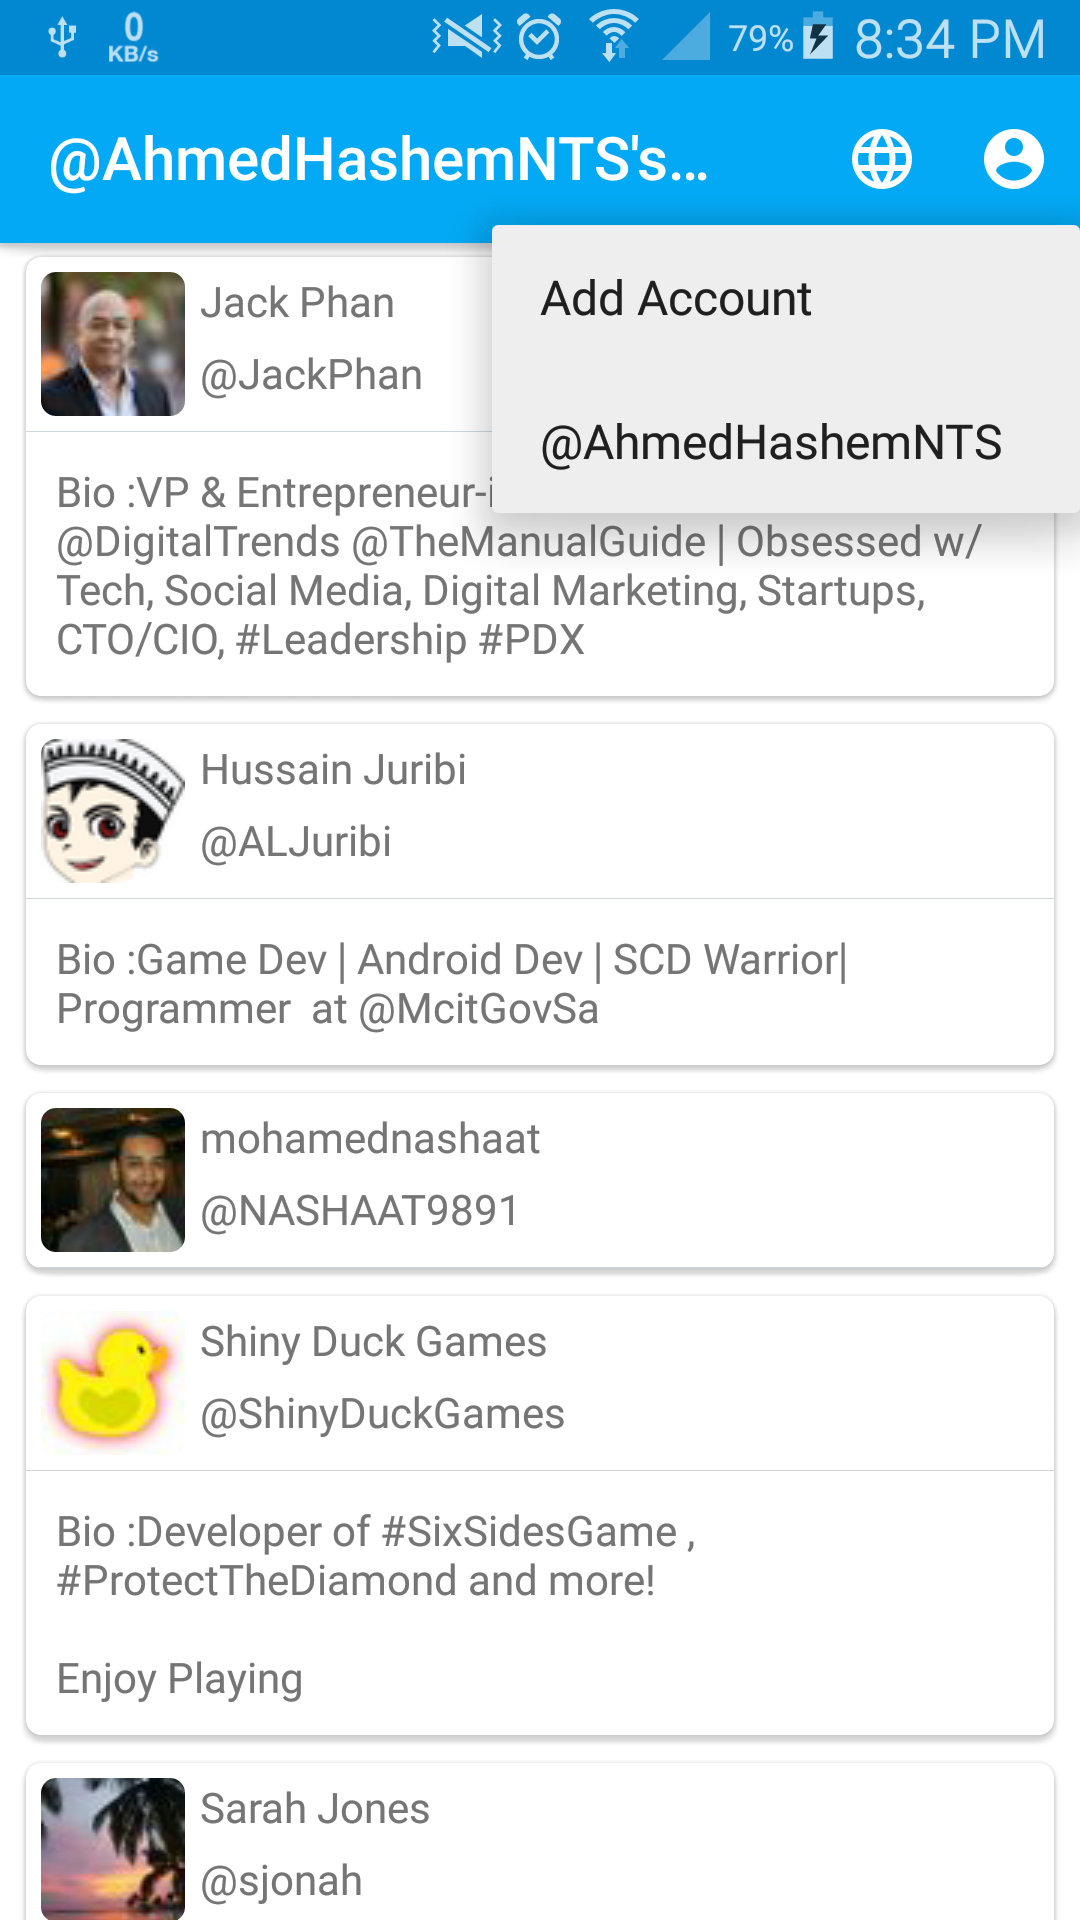 0
KB/s
79%
8:34 PM
@AhmedHashemNTS's...
Add Account
@AhmedHashemNTS
Jack Phan
@JackPhan
Bio :VP & Entrepreneur-
@DigitalTrends @TheManualGuide | Obsessed w/
Tech, Social Media, Digital Marketing, Startups,
CTO/CIO, #Leadership #PDX
Hussain Juribi
@ALJuribi
Bio :Game Dev | Android Dev | SCD Warrior|
Programmer  at @McitGovSa
mohamednashaat
@NASHAAT9891
Shiny Duck Games
@ShinyDuckGames
Bio :Developer of #SixSidesGame ,
#ProtectTheDiamond and more!
Enjoy Playing
Sarah Jones
@sjonah